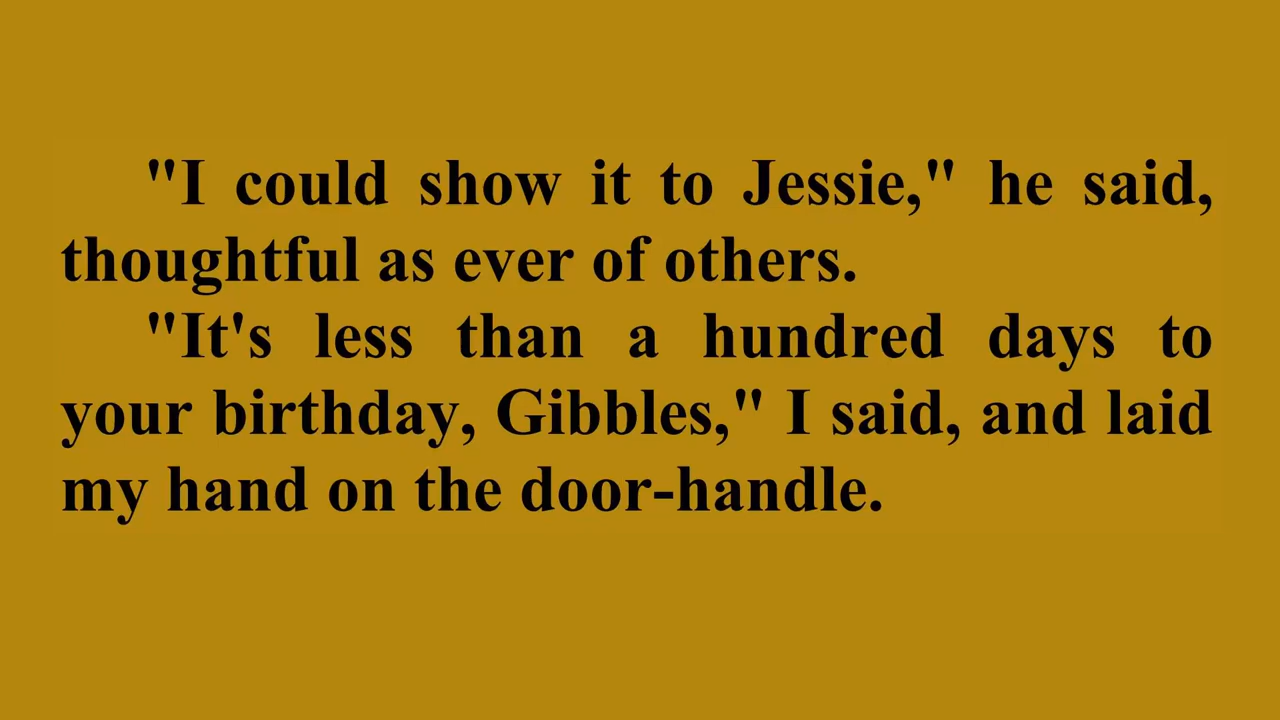 "I could show it to Jessie," he said,
thoughtful as ever of others.
"It's less than a hundred days to
your birthday, Gibbles," I said, and laid
my hand on the door-handle.